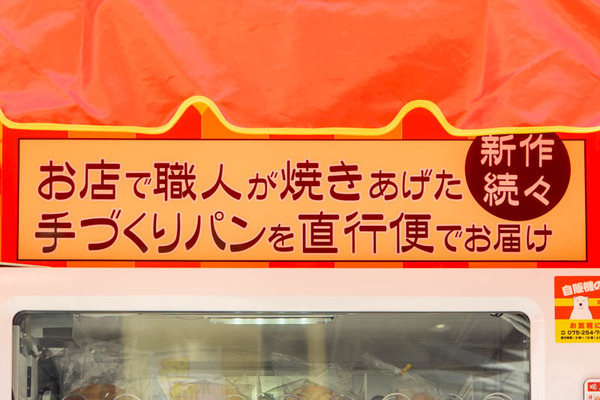 お店で職人が焼きあげた
手づくりパンを直行便でお届け
新作
続々
自販機の
お気軽に